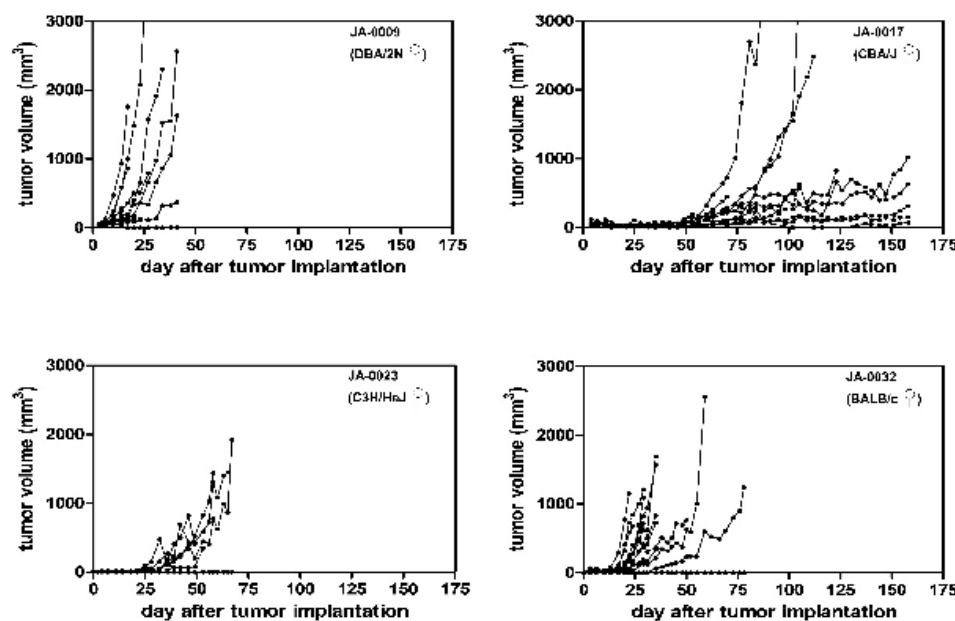 3000
2000
1000
0
tumor volume (mm³)
0 25 50 75 100 125 150 175
day after tumor implantation
JA-0009
(DBA/2N ♀)
3000
2000
1000
0
tumor volume (mm³)
0 25 50 75 100 125 150 175
day after tumor implantation
JA-0017
(CBA/J ♀)
3000
2000
1000
0
tumor volume (mm³)
0 25 50 75 100 125 150 175
day after tumor implantation
JA-0023
(C3H/HeJ ♀)
3000
2000
1000
0
tumor volume (mm³)
0 25 50 75 100 125 150 175
day after tumor implantation
JA-0032
(BALB/c ♀)